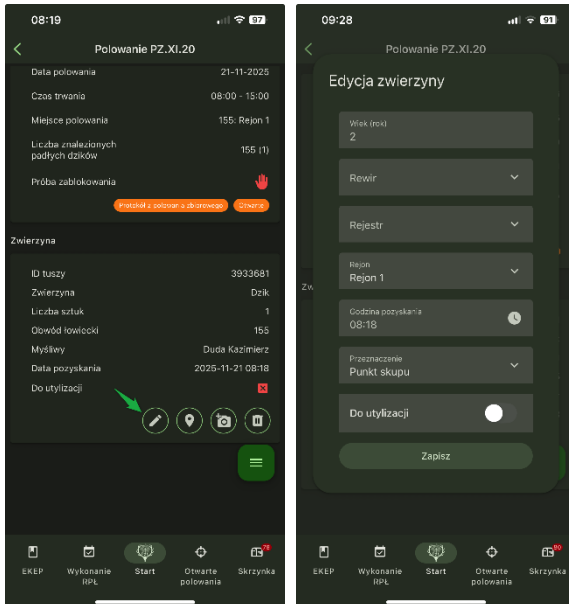 08:19
97
Polowanie PZ.XI.20
Data polowania 21-11-2025
Czas trwania 08:00 - 15:00
Miejsce polowania 155: Rejon 1
Liczba znalezionych
padłych dzików 155 (1)
Próba zablokowania
Protokół z polowania zbiorowego Otwarte
Zwierzyna
ID tuszy 3933681
Zwierzyna Dzik
Liczba sztuk 1
Obwód łowiecki 155
Myśliwy Duda Kazimierz
Data pozyskania 2025-11-21 08:18
Do utylizacji
EKEP
Wykonanie
RPŁ
Start
Otwarte
polowania
78
Skrzynka
09:28
91
Polowanie PZ.XI.20
Edycja zwierzyny
Wiek (rok)
2
Rewir
Rejestr
Rejon
Rejon 1
Zw
Godzina pozyskania
08:18
Przeznaczenie
Punkt skupu
Do utylizacji
Zapisz
EKEP
Wykonanie
RPŁ
Start
Otwarte
polowania
90
Skrzynka